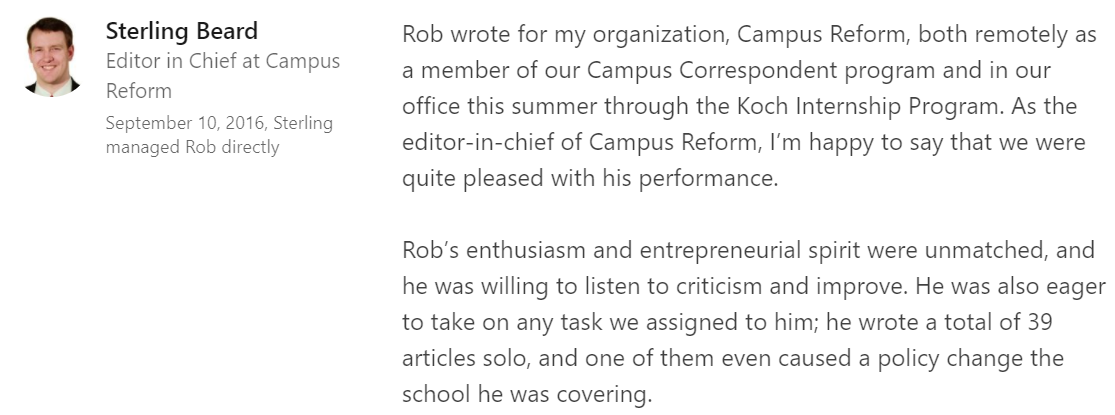 Sterling Beard
Editor in Chief at Campus
Reform
September 10, 2016, Sterling
managed Rob directly
Rob wrote for my organization, Campus Reform, both remotely as
a member of our Campus Correspondent program and in our
office this summer through the Koch Internship Program. As the
editor-in-chief of Campus Reform, I'm happy to say that we were
quite pleased with his performance.
Rob's enthusiasm and entrepreneurial spirit were unmatched, and
he was willing to listen to criticism and improve. He was also eager
to take on any task we assigned to him; he wrote a total of 39
articles solo, and one of them even caused a policy change the
school he was covering.